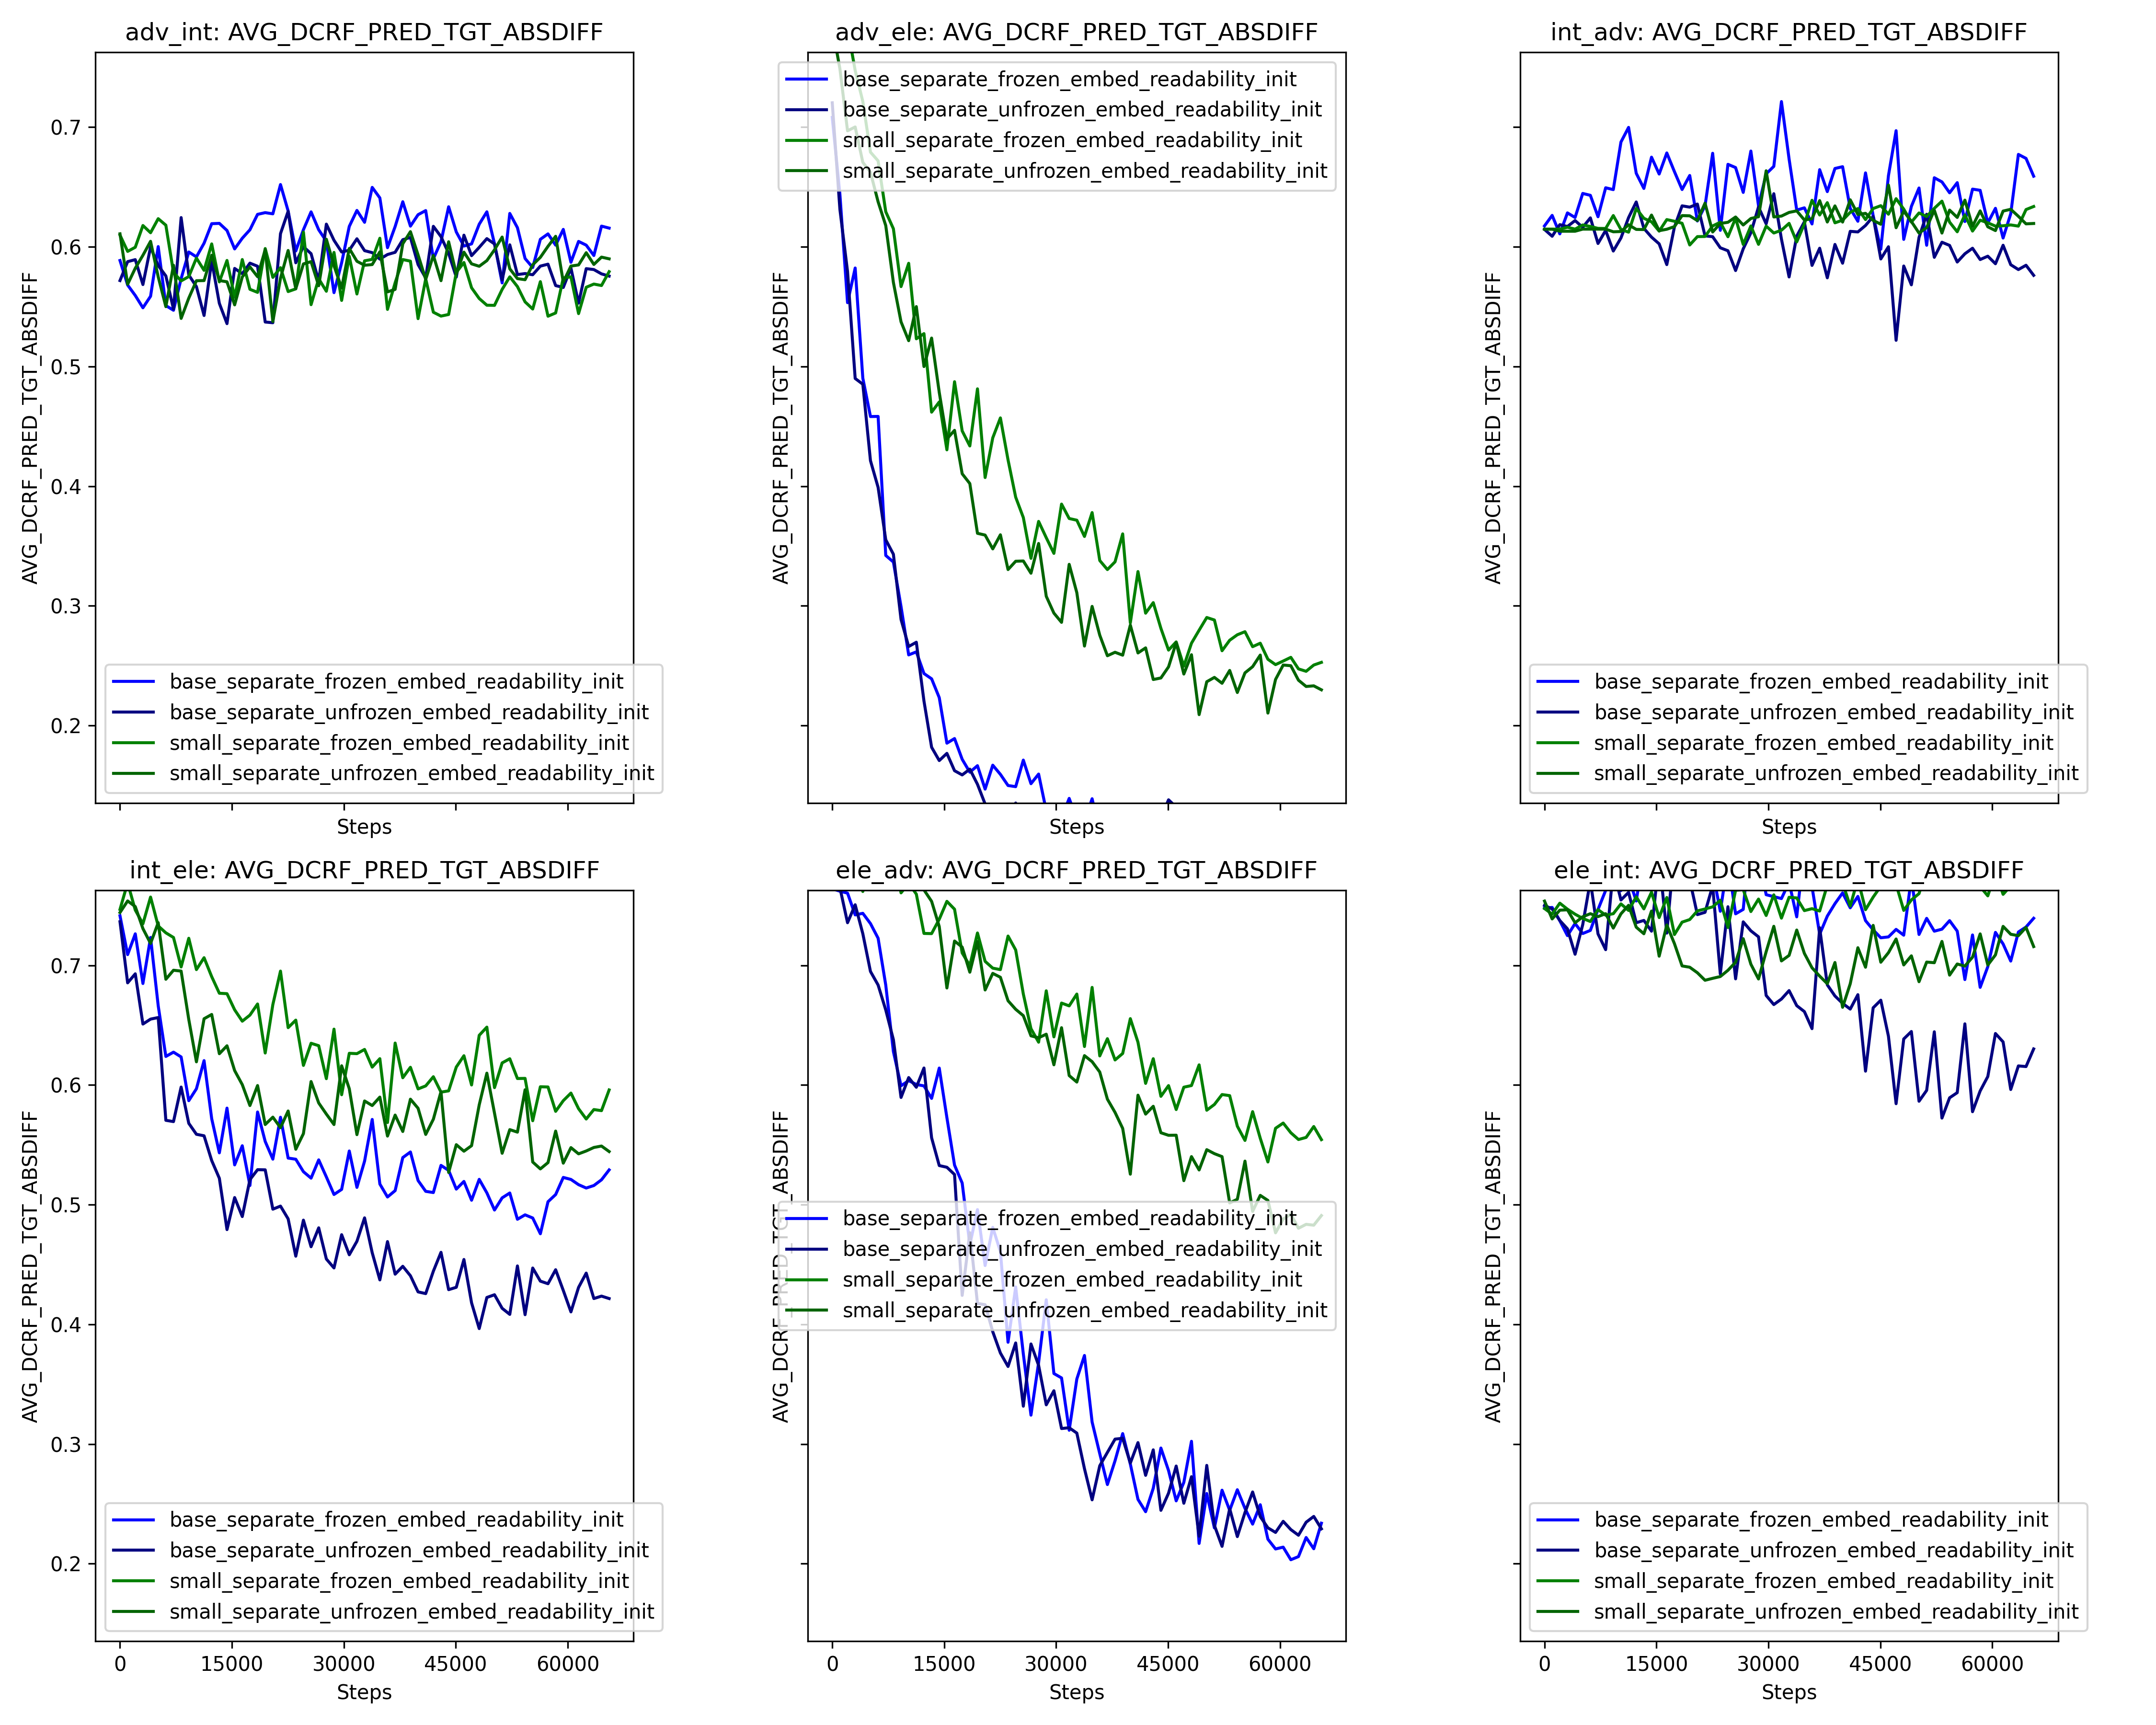 adv_int: AVG_DCRF_PRED_TGT_ABSDIFF
AVG_DCRF_PRED_TGT_ABSDIFF
0.7
0.6
0.5
0.4
0.3
0.2
base_separate_frozen_embed_readability_init
base_separate_unfrozen_embed_readability_init
small_separate_frozen_embed_readability_init
small_separate_unfrozen_embed_readability_init
Steps
adv_ele: AVG_DCRF_PRED_TGT_ABSDIFF
AVG_DCRF_PRED_TGT_ABSDIFF
base_separate_frozen_embed_readability_init
base_separate_unfrozen_embed_readability_init
small_separate_frozen_embed_readability_init
small_separate_unfrozen_embed_readability_init
Steps
int_adv: AVG_DCRF_PRED_TGT_ABSDIFF
AVG_DCRF_PRED_TGT_ABSDIFF
base_separate_frozen_embed_readability_init
base_separate_unfrozen_embed_readability_init
small_separate_frozen_embed_readability_init
small_separate_unfrozen_embed_readability_init
Steps
int_ele: AVG_DCRF_PRED_TGT_ABSDIFF
AVG_DCRF_PRED_TGT_ABSDIFF
0.7
0.6
0.5
0.4
0.3
0.2
base_separate_frozen_embed_readability_init
base_separate_unfrozen_embed_readability_init
small_separate_frozen_embed_readability_init
small_separate_unfrozen_embed_readability_init
0 15000 30000 45000 60000
Steps
ele_adv: AVG_DCRF_PRED_TGT_ABSDIFF
AVG_DCRF_PRED_TGT_ABSDIFF
base_separate_frozen_embed_readability_init
base_separate_unfrozen_embed_readability_init
small_separate_frozen_embed_readability_init
small_separate_unfrozen_embed_readability_init
0 15000 30000 45000 60000
Steps
ele_int: AVG_DCRF_PRED_TGT_ABSDIFF
AVG_DCRF_PRED_TGT_ABSDIFF
base_separate_frozen_embed_readability_init
base_separate_unfrozen_embed_readability_init
small_separate_frozen_embed_readability_init
small_separate_unfrozen_embed_readability_init
0 15000 30000 45000 60000
Steps